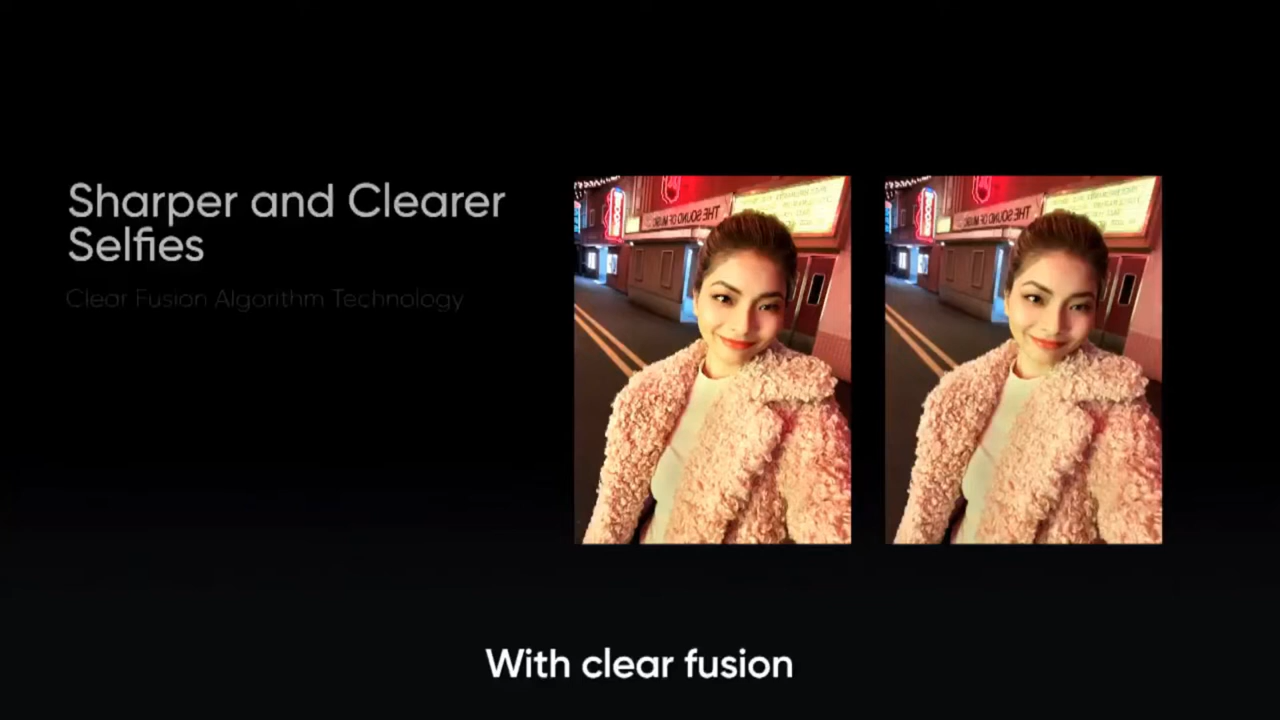 Sharper and Clearer
Selfies
Clear Fusion Algorithm Technology
THE SOUND OF MUSIC
THE SOUND OF MUSIC
With clear fusion